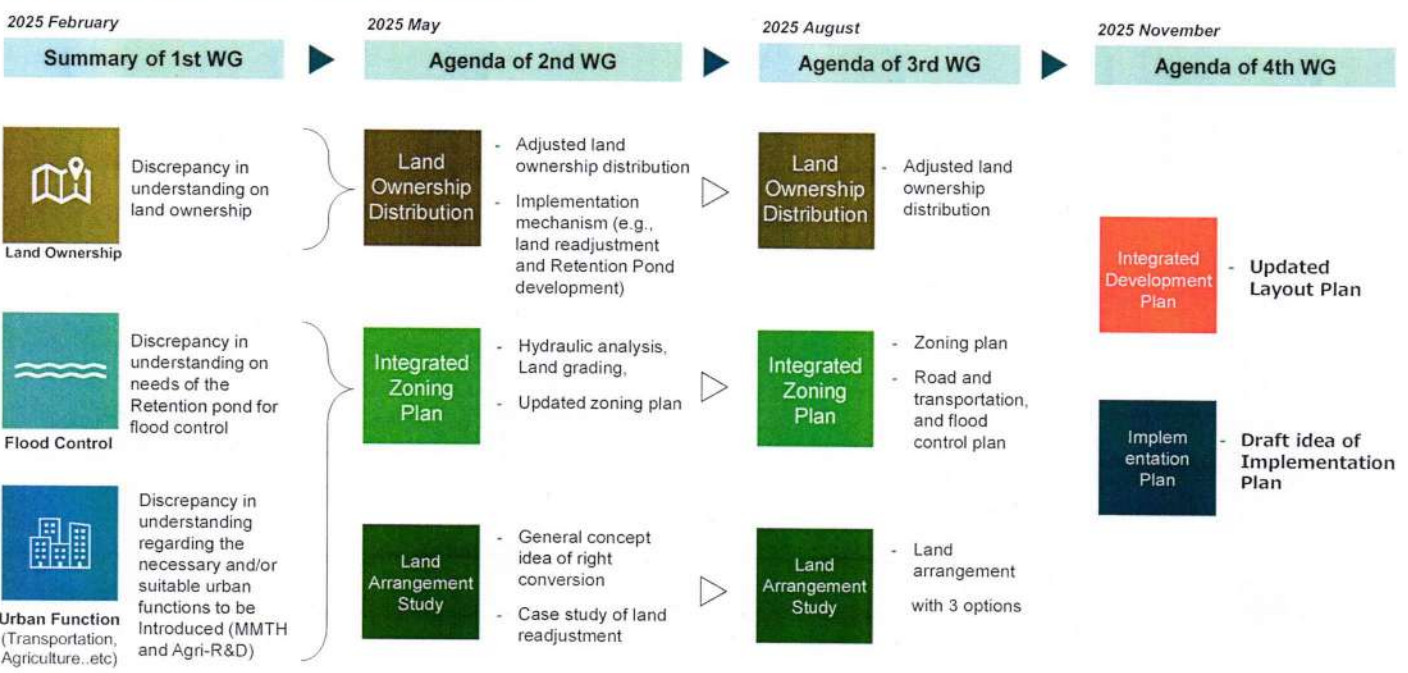 2025 February
Summary of 1st WG
Land Ownership
Discrepancy in
understanding on
land ownership
Flood Control
Discrepancy in
understanding on
needs of the
Retention pond for
flood control
Urban Function
(Transportation,
Agriculture..etc)
Discrepancy in
understanding
regarding the
necessary and/or
suitable urban
functions to be
Introduced (MMTH
and Agri-R&D)
2025 May
Agenda of 2nd WG
Land
Ownership
Distribution
- Adjusted land
ownership distribution
- Implementation
mechanism (e.g.,
land readjustment
and Retention Pond
development)
Integrated
Zoning
Plan
- Hydraulic analysis,
Land grading,
- Updated zoning plan
Land
Arrangement
Study
- General concept
idea of right
conversion
- Case study of land
readjustment
2025 August
Agenda of 3rd WG
Land
Ownership
Distribution
- Adjusted land
ownership
distribution
Integrated
Zoning
Plan
- Zoning plan
- Road and
transportation,
and flood
control plan
Land
Arrangement
Study
- Land
arrangement
with 3 options
2025 November
Agenda of 4th WG
Integrated
Development
Plan
- Updated
Layout Plan
Implem
entation
Plan
- Draft idea of
Implementation
Plan